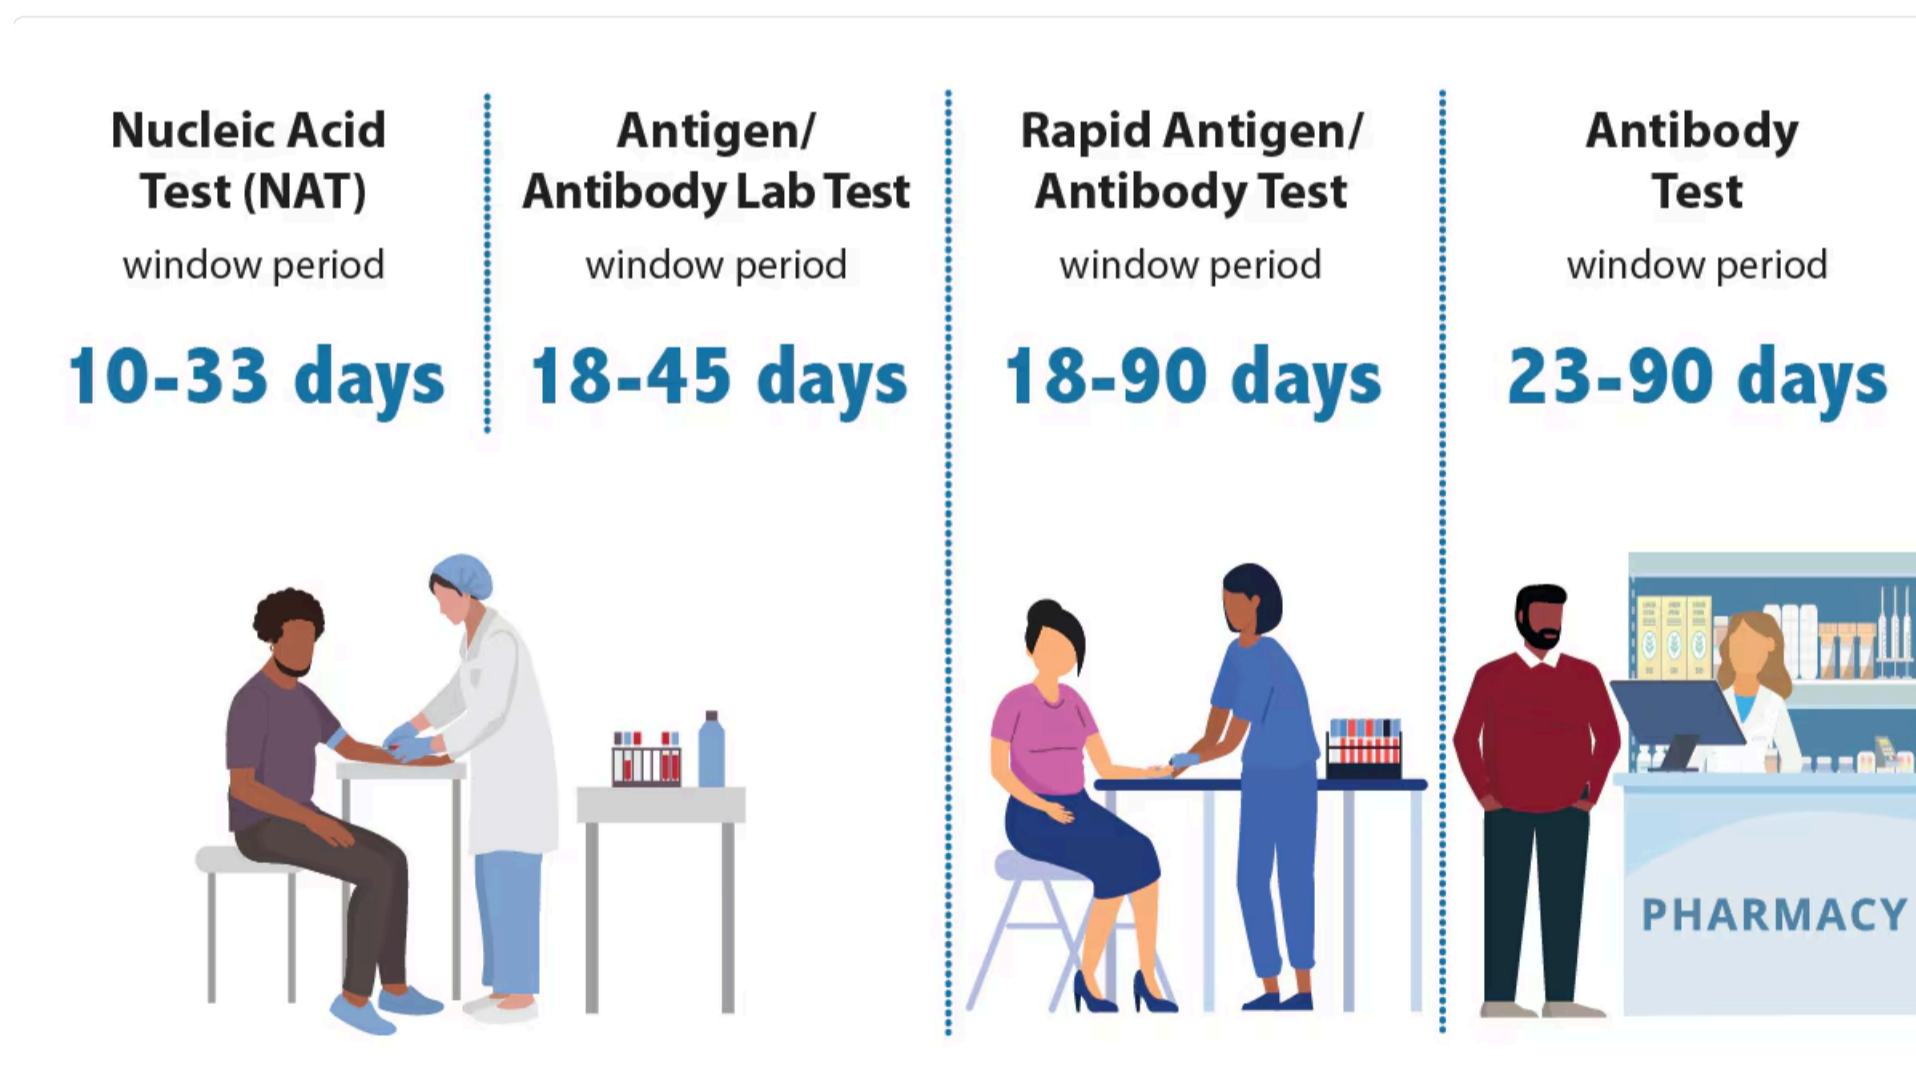 Nucleic Acid
Test (NAT)
window period
10-33 days
Antigen/
Antibody Lab Test
window period
18-45 days
Rapid Antigen/
Antibody Test
window period
18-90 days
Antibody
Test
window period
23-90 days
PHARMACY